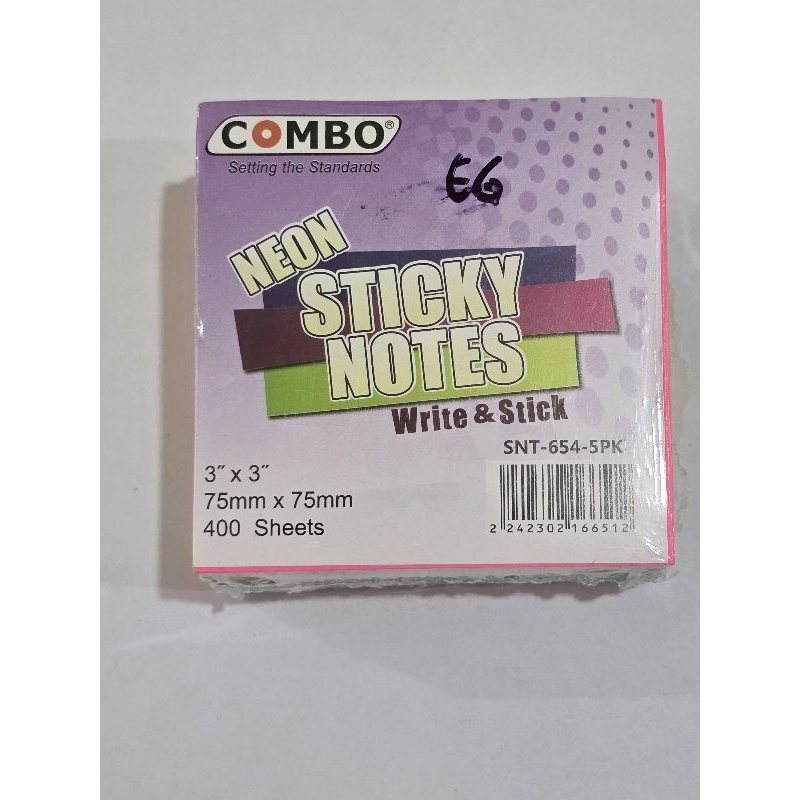 COMBO®
Setting the Standards
E6
NEON
STICKY
NOTES
Write & Stick
SNT-654-5PK
3″ x 3″
75mm x 75mm
400 Sheets
2 242302 166512